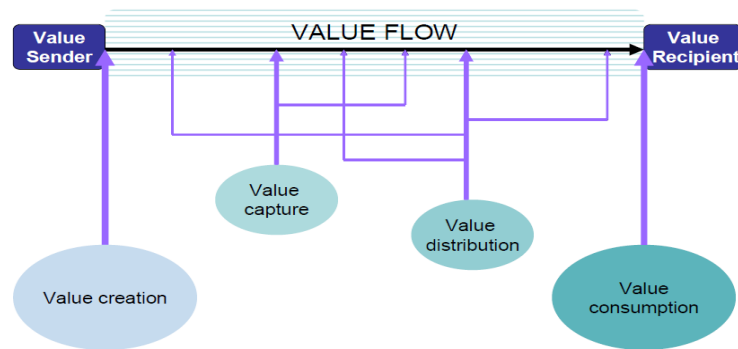 Value
Sender
VALUE FLOW
Value
Recipient
Value
capture
Value
distribution
Value creation
Value
consumption